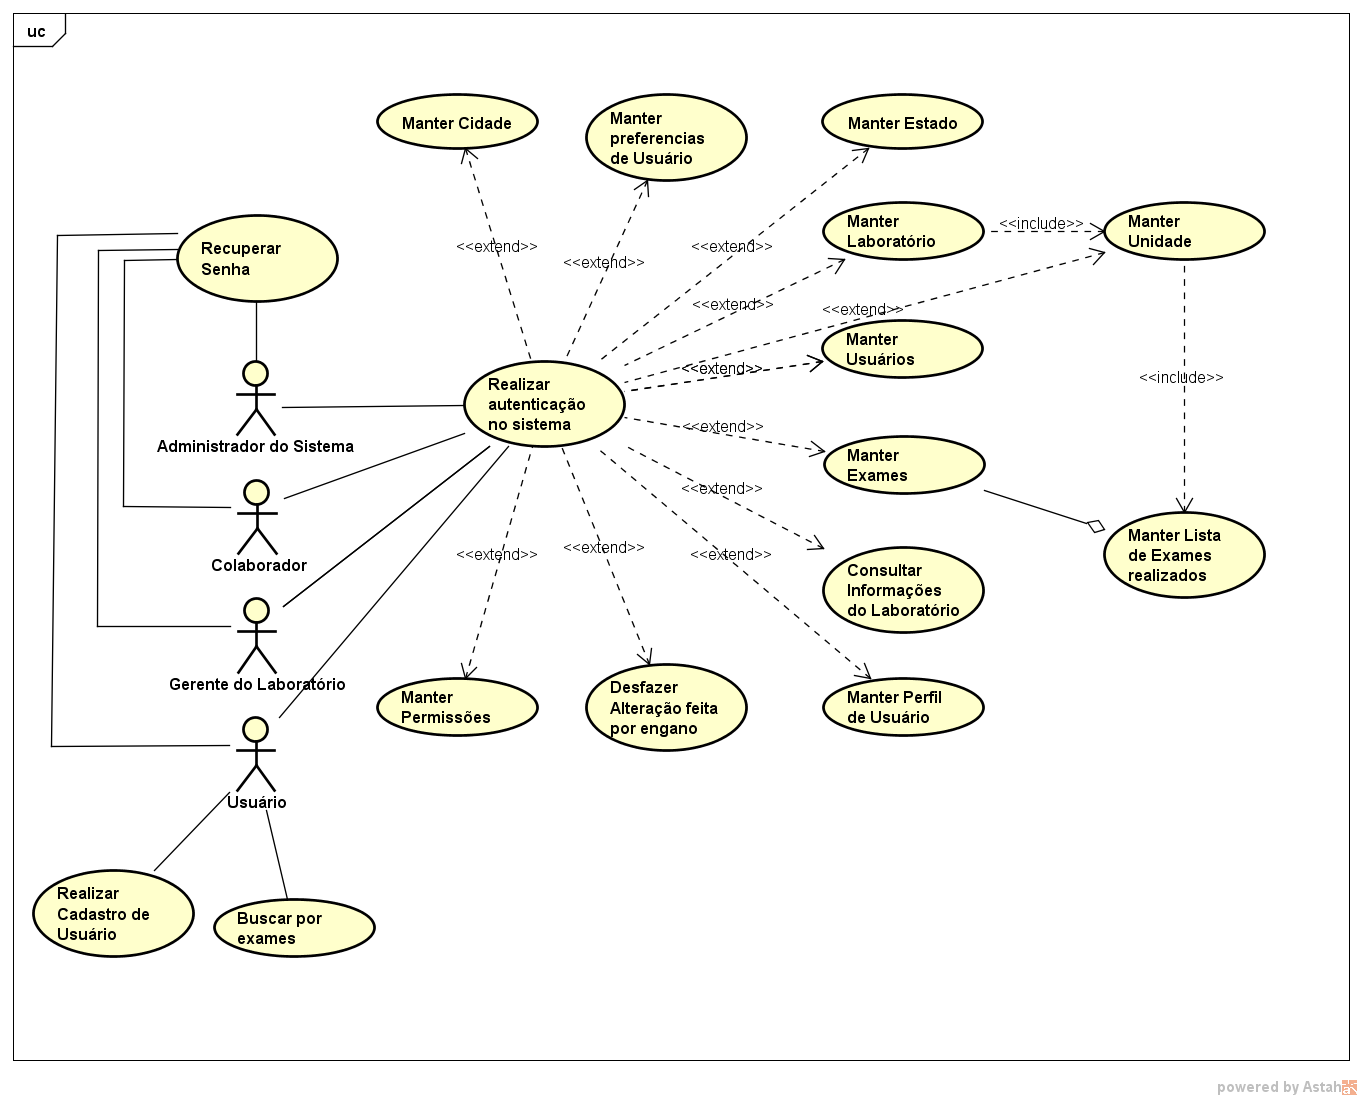 uc
Manter Cidade
Manter
preferencias
de Usuário
Manter Estado
Recuperar
Senha
Manter
Laboratório
<<include>>
Manter
Unidade
<<extend>>
<<extend>>
<<extend>>
<<extend>>
<<extend>>
Manter
Usuários
<<extend>>
<<include>>
Realizar
autenticação
no sistema
Administrador do Sistema
<<extend>>
Manter
Exames
<<extend>>
Colaborador
<<extend>>
<<extend>>
<<extend>>
Manter Lista
de Exames
realizados
Consultar
Informações
do Laboratório
Gerente do Laboratório
Manter
Permissões
Desfazer
Alteração feita
por engano
Manter Perfil
de Usuário
Usuário
Realizar
Cadastro de
Usuário
Buscar por
exames
powered by Astah